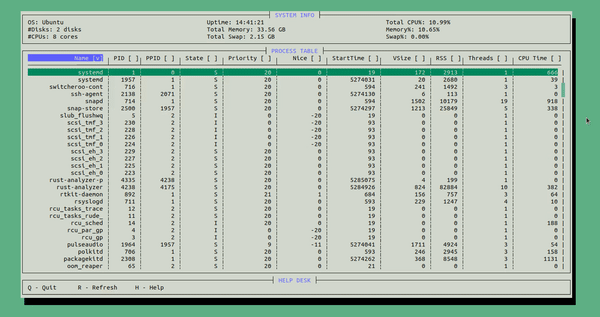 SYSTEM INFO
OS: Ubuntu Uptime: 14:41:21 Total CPU%: 10.99%
#Disks: 2 disks Total Memory: 33.56 GB Memory%: 10.65%
#CPUs: 8 cores Total Swap: 2.15 GB Swap%: 0.00%
PROCESS TABLE
Name [v] PID [ ] PPID [ ] State [ ] Priority [ ] Nice [ ] StartTime [ ] VSize [ ] RSS [ ] Threads [ ] CPU Time [ ]
systemd 1 0 S 20 0 19 172 2913 1 666
systemd 1957 1 S 20 0 5274031 20 2680 1 39
switcheroo-cont 716 1 S 20 0 594 241 1492 3 3
ssh-agent 2138 2071 S 20 0 5274130 6 113 1 0
snapd 714 1 S 20 0 594 1502 10179 19 918
snap-store 2500 1957 S 20 0 5274297 1213 25849 5 338
slub_flushwq 5 2 I 0 -20 19 0 0 1 0
scsi_tmf_3 230 2 I 0 -20 93 0 0 1 0
scsi_tmf_2 228 2 I 0 -20 93 0 0 1 0
scsi_tmf_1 226 2 I 0 -20 93 0 0 1 0
scsi_tmf_0 224 2 I 0 -20 93 0 0 1 0
scsi_eh_3 229 2 S 20 0 93 0 0 1 0
scsi_eh_2 227 2 S 20 0 93 0 0 1 0
scsi_eh_1 225 2 S 20 0 93 0 0 1 0
scsi_eh_0 223 2 S 20 0 93 0 0 1 0
rust-analyzer-p 4335 4238 S 20 0 5285075 4 199 1 0
rust-analyzer 4238 4175 S 20 0 5284926 824 82884 10 382
rtkit-daemon 892 1 S 21 1 684 156 757 3 64
rsyslogd 711 1 S 20 0 593 229 1247 4 10
rcu_tasks_trace 12 2 S 20 0 19 0 0 1 0
rcu_tasks_rude_ 11 2 S 20 0 19 0 0 1 0
rcu_sched 14 2 I 20 0 19 0 0 1 188
rcu_par_gp 4 2 I 0 -20 19 0 0 1 0
rcu_gp 3 2 I 0 -20 19 0 0 1 0
pulseaudio 1964 1957 S 9 -11 5274041 1711 4924 3 54
polkitd 706 1 S 20 0 593 246 2945 3 158
packagekitd 2308 1 S 20 0 5274262 368 8548 3 1131
oom_reaper 65 2 S 20 0 21 0 0 1 0
HELP DESK
Q - Quit R - Refresh H - Help